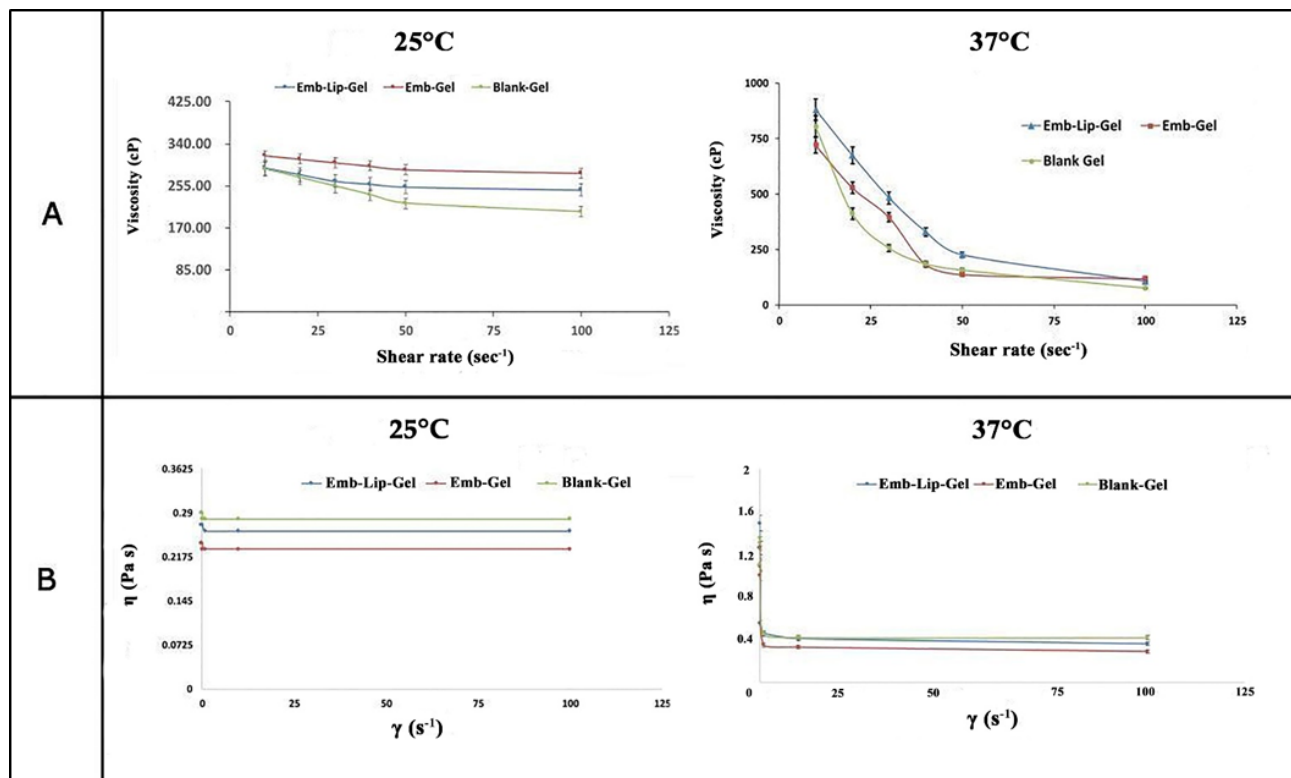 A
25°C
Emb-Lip-Gel Emb-Gel Blank-Gel
425.00
340.00
255.00
170.00
85.00
Viscosity (cP)
0 25 50 75 100 125
Shear rate (sec⁻¹)
37°C
1000
750
500
250
0
Viscosity (cP)
Emb-Lip-Gel Emb-Gel
Blank Gel
0 25 50 75 100 125
Shear rate (sec⁻¹)
B
25°C
Emb-Lip-Gel Emb-Gel Blank-Gel
0.3625
0.29
0.2175
0.145
0.0725
0
η (Pa s)
0 25 50 75 100 125
γ (s⁻¹)
37°C
Emb-Lip-Gel Emb-Gel Blank-Gel
2
1.6
1.2
0.8
0.4
η (Pa s)
25 50 75 100 125
γ (s⁻¹)